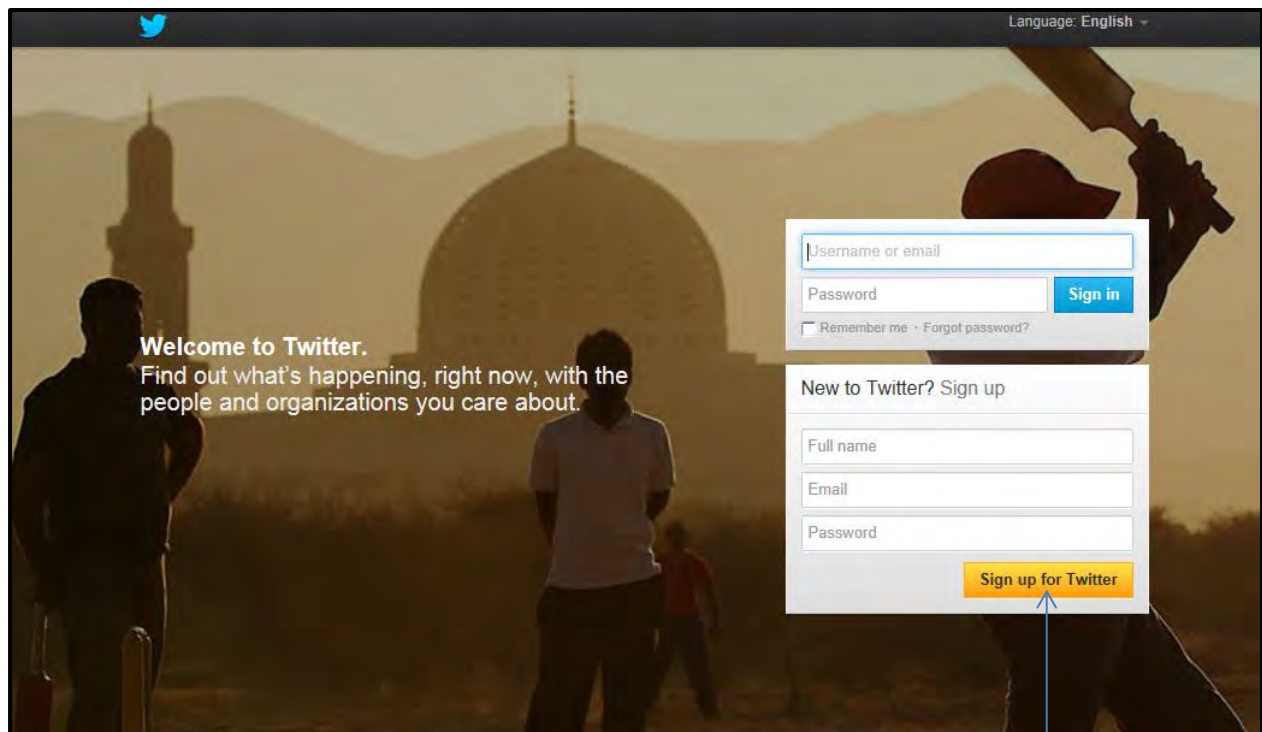 Language: English
Welcome to Twitter.
Find out what's happening, right now, with the
people and organizations you care about.
Username or email
Password
Sign in
Remember me · Forgot password?
New to Twitter? Sign up
Full name
Email
Password
Sign up for Twitter